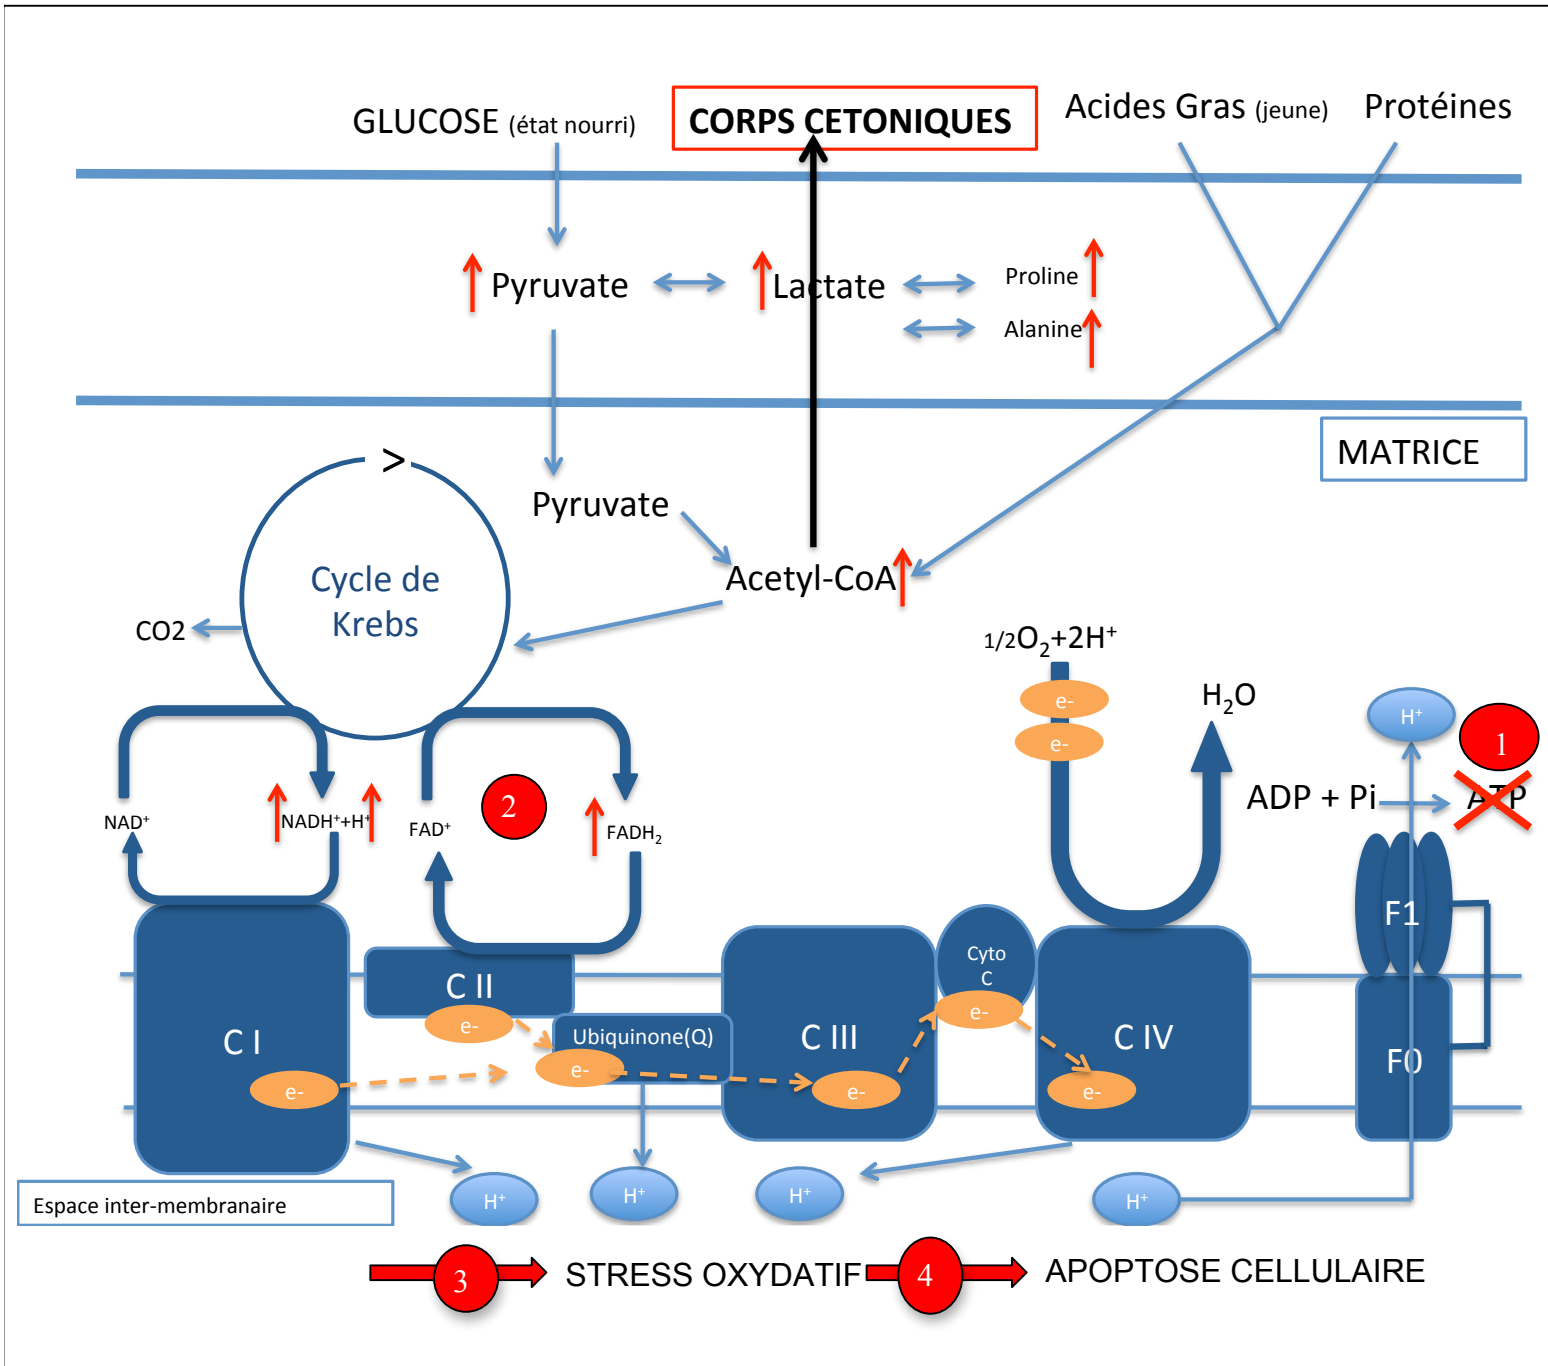 GLUCOSE (état nourri)
CORPS CETONIQUES
Acides Gras (jeune)
Protéines
Pyruvate
Lactate
Proline
Alanine
MATRICE
>
Pyruvate
Acetyl-CoA
Cycle de
Krebs
CO2
1/2O₂+2H⁺
e-
e-
H₂O
H⁺
1
ADP + Pi
ATP
2
NAD⁺
NADH⁺+H⁺
FAD⁺
FADH₂
F1
Cyto
C
C II
e-
e-
Ubiquinone(Q)
e-
C I
e-
C III
e-
C IV
e-
F0
Espace inter-membranaire
H⁺
H⁺
H⁺
H⁺
3
STRESS OXYDATIF
4
APOPTOSE CELLULAIRE